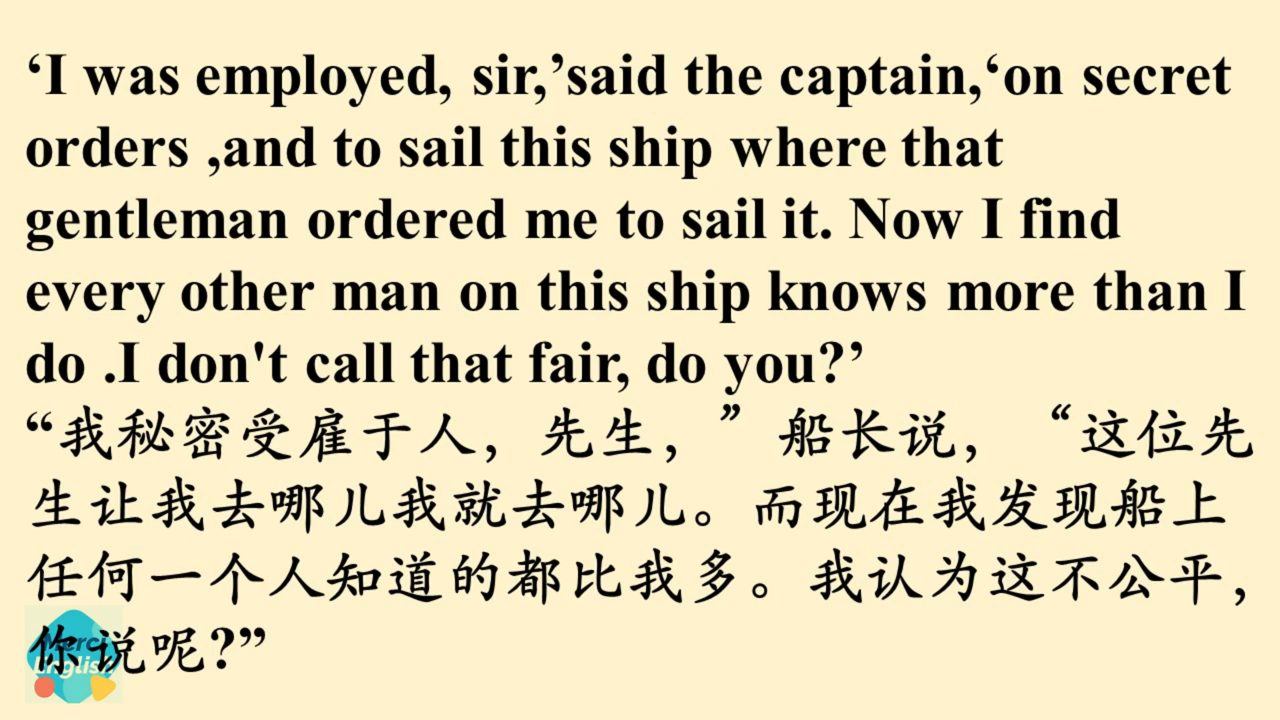 ‘I was employed, sir,’said the captain,‘on secret
orders ,and to sail this ship where that
gentleman ordered me to sail it. Now I find
every other man on this ship knows more than I
do .I don't call that fair, do you?’
“我秘密受雇于人，先生，”船长说，“这位先
生让我去哪儿我就去哪儿。而现在我发现船上
任何一个人知道的都比我多。我认为这不公平，
你说呢?”
Merci
English